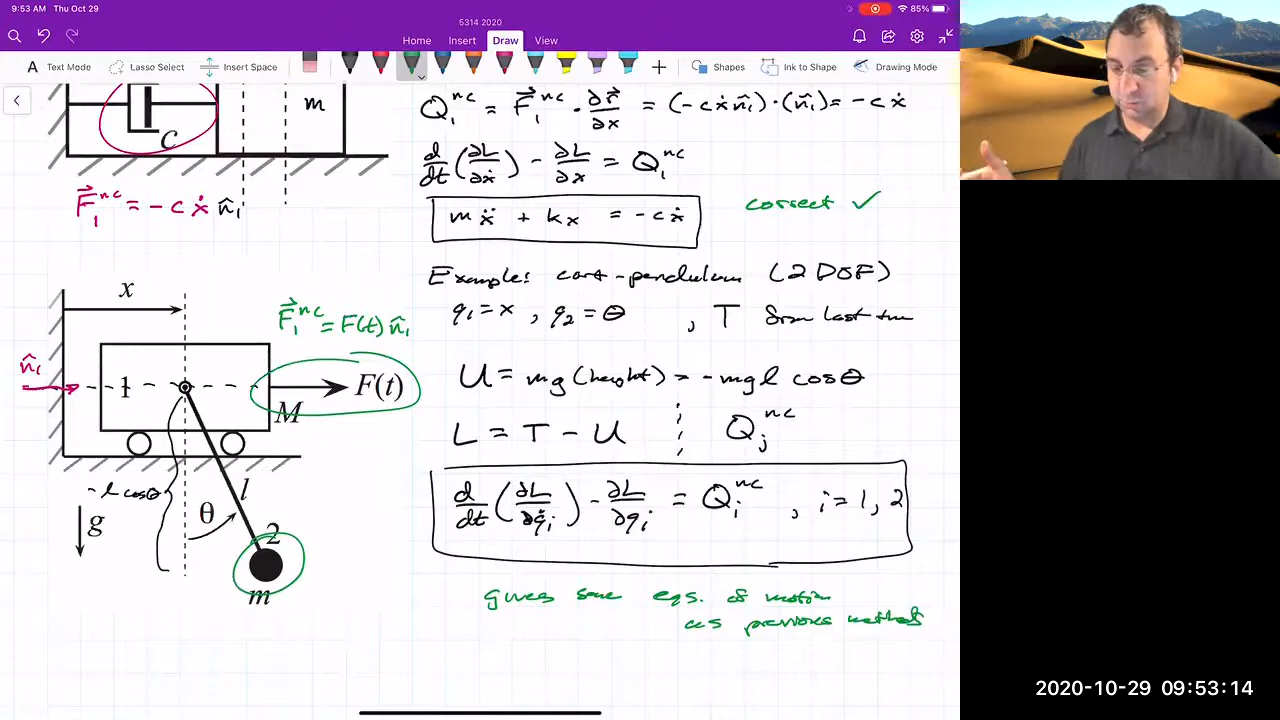 9:53 AM Thu Oct 29
85%
5314 2020
Home Insert Draw View
Text Mode Lasso Select Insert Space Shapes Ink to Shape Drawing Mode
c
m
F⃗₁ⁿᶜ = -c ẋ n̂₁
Q₁ⁿᶜ = F⃗₁ⁿᶜ · ∂r⃗/∂x = (-c ẋ n̂₁) · (n̂₁) = -c ẋ
d/dt (∂L/∂ẋ) - ∂L/∂x = Q₁ⁿᶜ
m ẍ + k x = -c ẋ
correct ✓
Example: cart-pendulum (2 DOF)
q₁ = x , q₂ = θ , T from last time
U = mg (height) = -mgl cosθ
L = T - U
Qⱼⁿᶜ
d/dt (∂L/∂q̇ᵢ) - ∂L/∂qᵢ = Qᵢⁿᶜ , i = 1, 2
gives same eqs. of motion
as previous method
x
F⃗₁ⁿᶜ = F(t) n̂₁
n̂₁
1
F(t)
M
-l cosθ
g
θ
l
2
m
2020-10-29 09:53:14